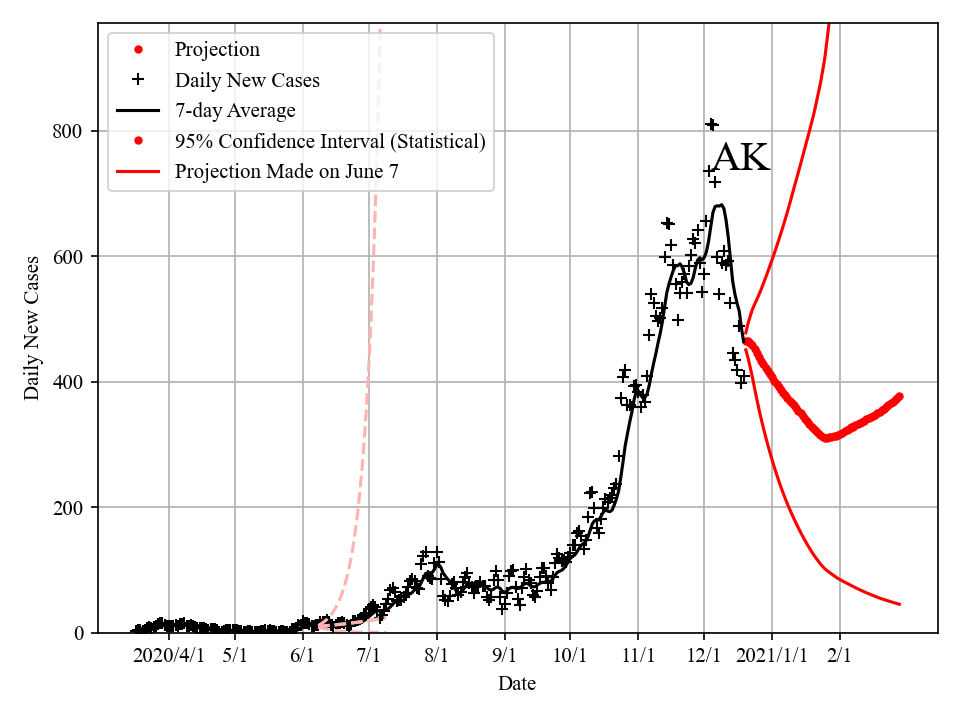 Projection
Daily New Cases
7-day Average
95% Confidence Interval (Statistical)
Projection Made on June 7
AK
Daily New Cases
800
600
400
200
0
2020/4/1 5/1 6/1 7/1 8/1 9/1 10/1 11/1 12/1 2021/1/1 2/1
Date